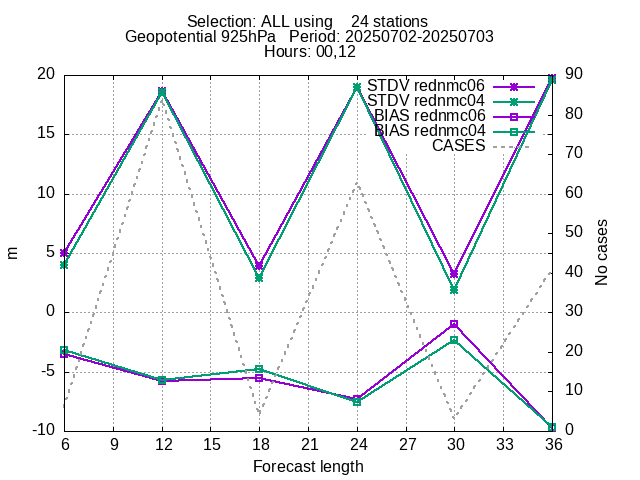 Selection: ALL using    24 stations
Geopotential 925hPa   Period: 20250702-20250703
Hours: 00,12
20
15
10
5
0
-5
-10
m
STDV rednmc06
STDV rednmc04
BIAS rednmc06
BIAS rednmc04
CASES
90
80
70
60
50
40
30
20
10
0
No cases
6 9 12 15 18 21 24 27 30 33 36
Forecast length